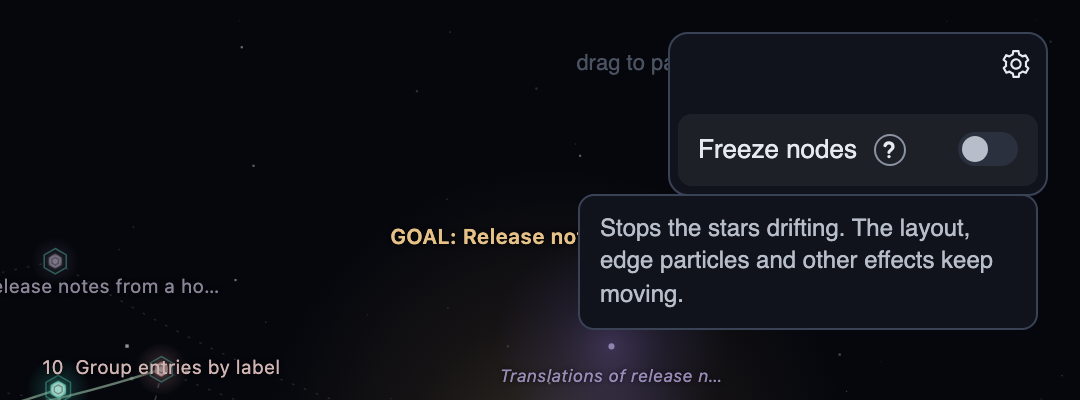 drag to pa
Freeze nodes ?
GOAL: Release not
Stops the stars drifting. The layout,
edge particles and other effects keep
moving.
elease notes from a ho...
10 Group entries by label
Translations of release n...